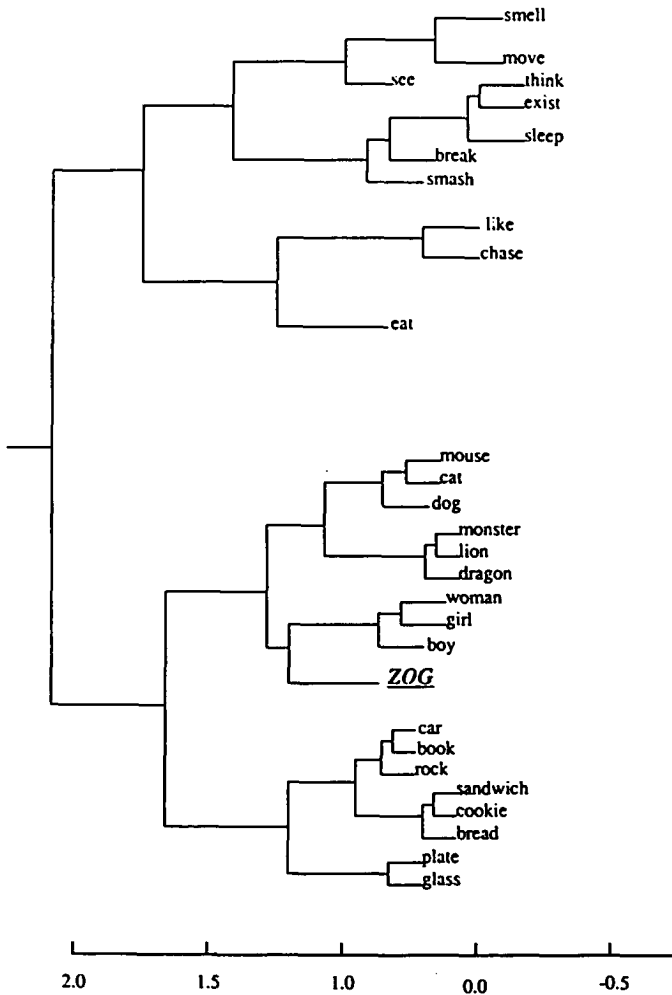 smell
move
see
think
exist
sleep
break
smash
like
chase
eat
mouse
cat
dog
monster
lion
dragon
woman
girl
boy
ZOG
car
book
rock
sandwich
cookie
bread
plate
glass
2.0 1.5 1.0 0.0 -0.5